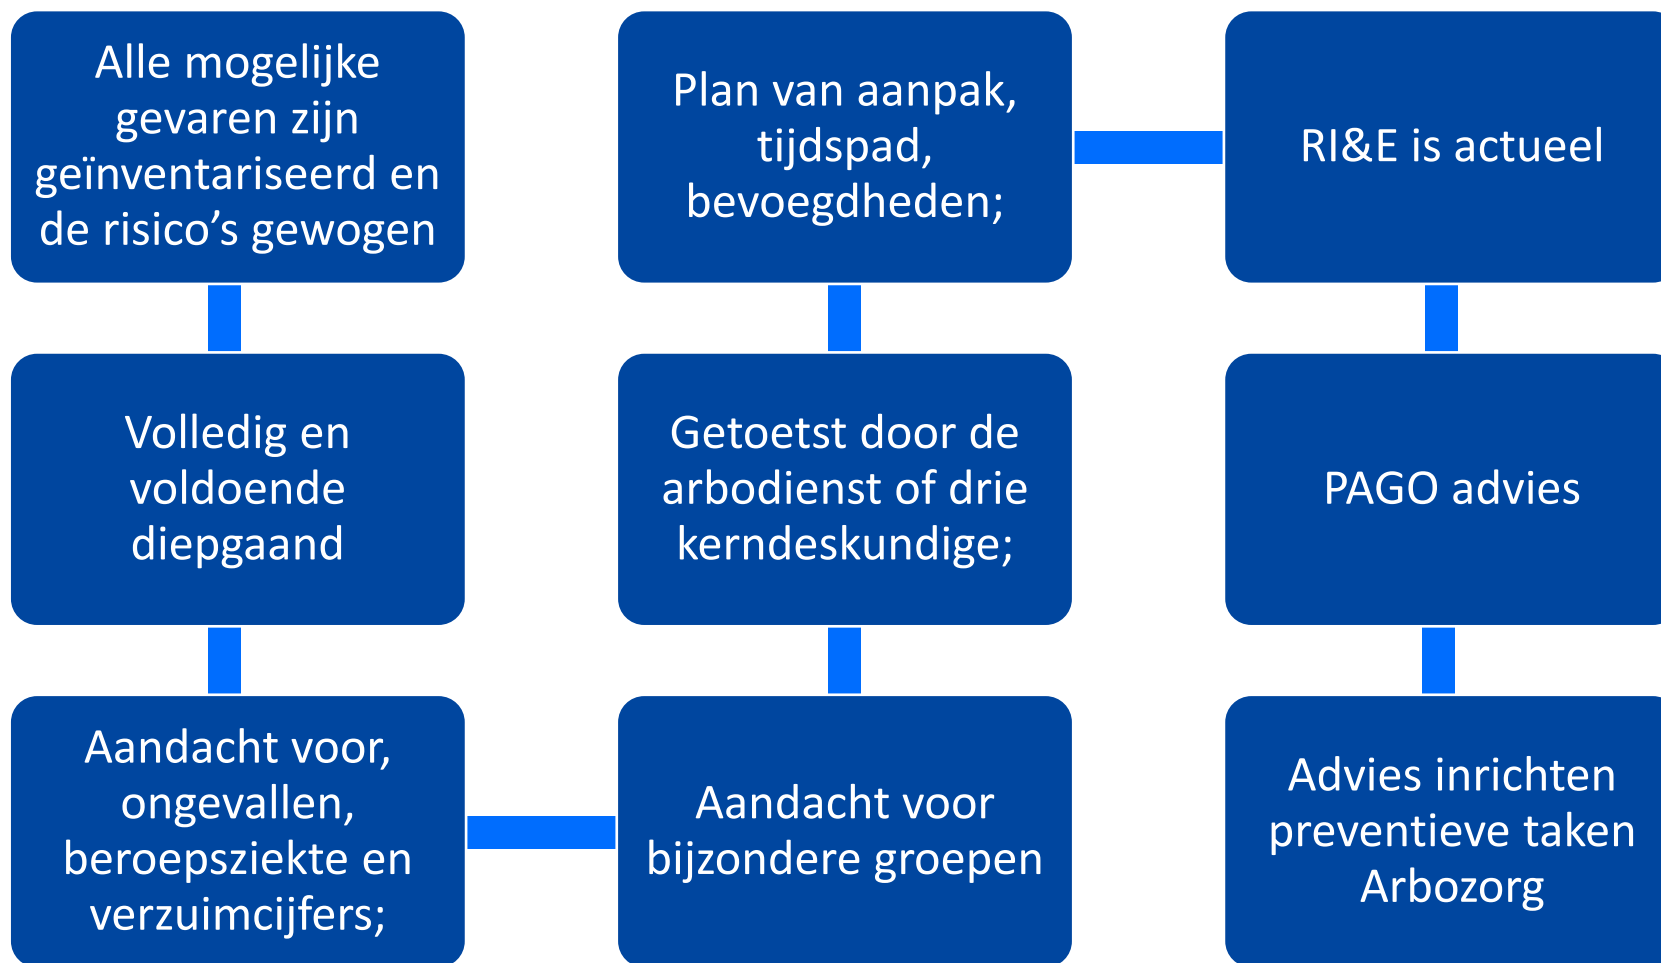 Alle mogelijke
gevaren zijn
geïnventariseerd en
de risico’s gewogen
Volledig en
voldoende
diepgaand
Aandacht voor,
ongevallen,
beroepsziekte en
verzuimcijfers;
Aandacht voor
bijzondere groepen
Getoetst door de
arbodienst of drie
kerndeskundige;
Plan van aanpak,
tijdspad,
bevoegdheden;
RI&E is actueel
PAGO advies
Advies inrichten
preventieve taken
Arbozorg